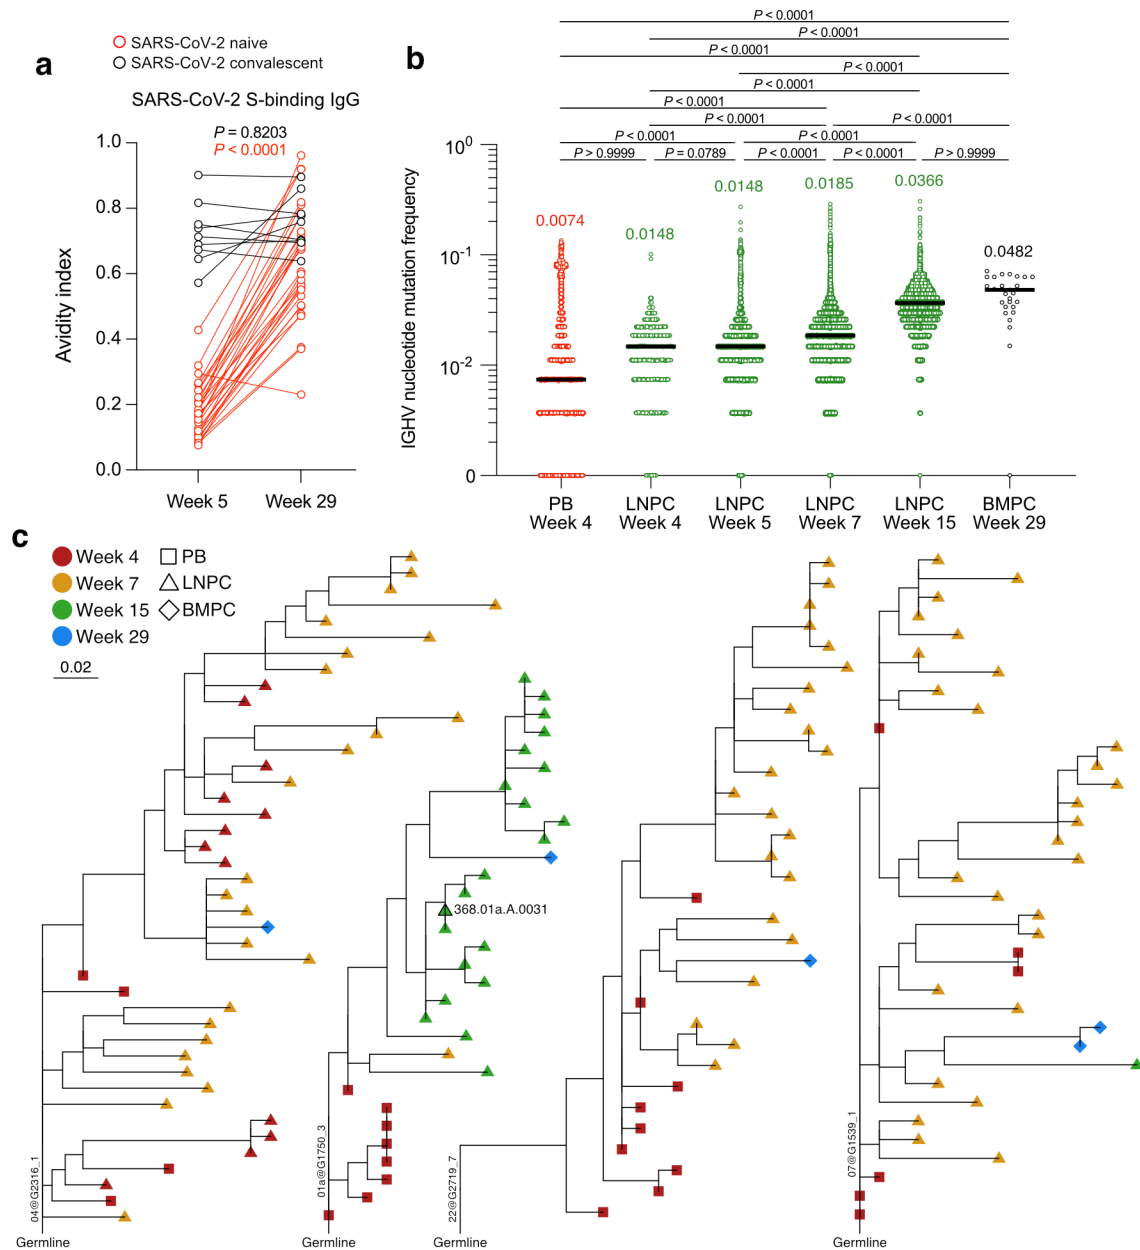 a
SARS-CoV-2 naive
SARS-CoV-2 convalescent
SARS-CoV-2 S-binding IgG
P = 0.8203
P < 0.0001
Avidity index
1.0
0.8
0.6
0.4
0.2
0.0
Week 5
Week 29
b
P < 0.0001
P < 0.0001
P < 0.0001
P < 0.0001
P < 0.0001
P < 0.0001
P < 0.0001 P < 0.0001
P < 0.0001 P < 0.0001
P > 0.9999 P = 0.0789 P < 0.0001 P < 0.0001 P > 0.9999
IGHV nucleotide mutation frequency
10^0
10^-1
10^-2
0
0.0074
0.0148
0.0148
0.0185
0.0366
0.0482
PB
Week 4
LNPC
Week 4
LNPC
Week 5
LNPC
Week 7
LNPC
Week 15
BMPC
Week 29
c
Week 4
Week 7
Week 15
Week 29
PB
LNPC
BMPC
0.02
368.01a.A.0031
04@G2316_1
01a@G1750_3
22@G2719_7
07@G1539_1
Germline
Germline
Germline
Germline